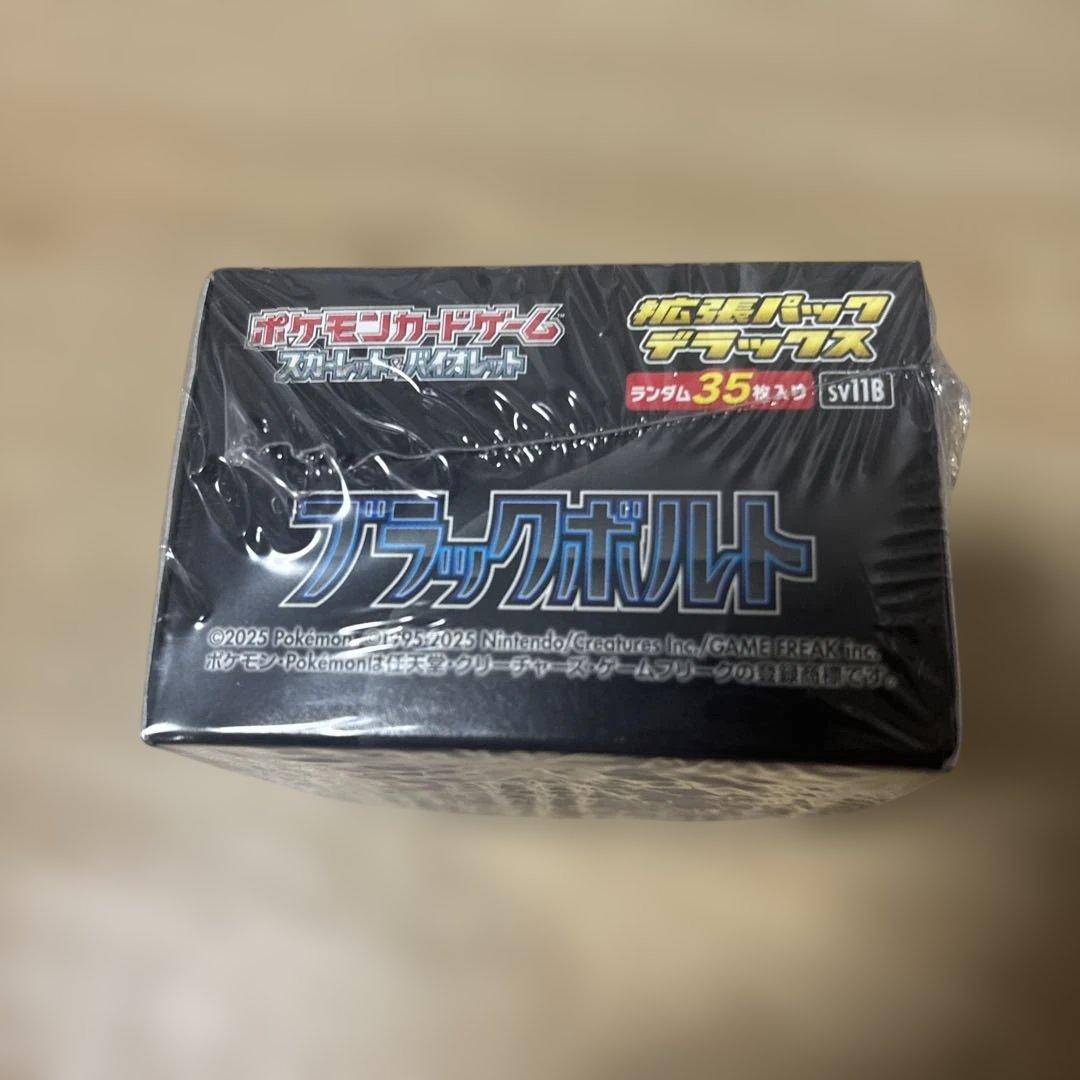 ポケモンカードゲーム
スカーレット&バイオレット
拡張パック
デラックス
ランダム35枚入り SV11B
ブラックボルト
©2025 Pokémon. ©1995-2025 Nintendo/Creatures Inc./GAME FREAK inc.
ポケモン・Pokémonは任天堂・クリーチャーズ・ゲームフリークの登録商標です。